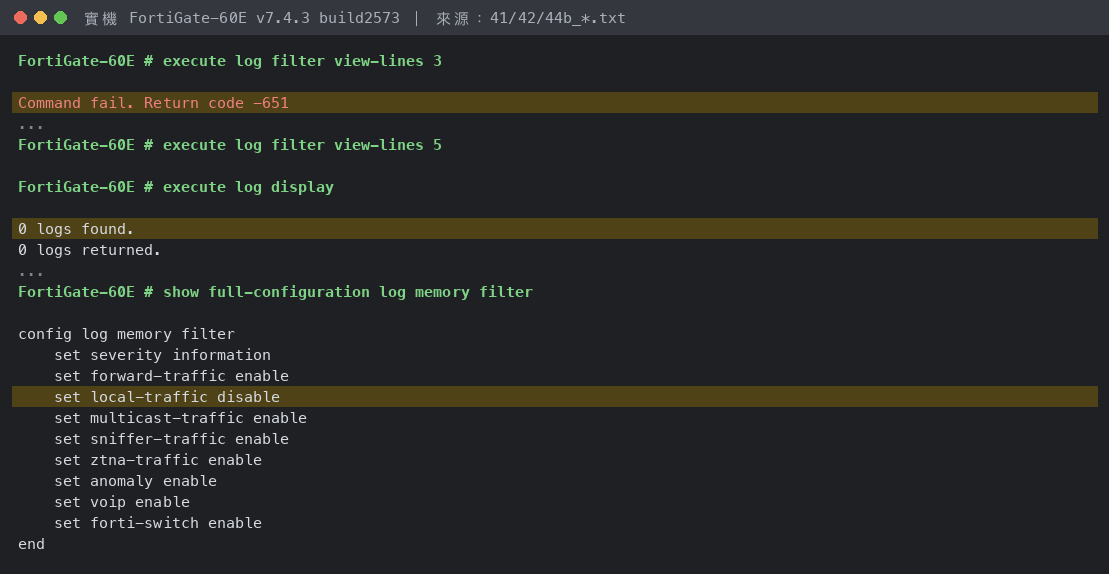 實機 FortiGate-60E v7.4.3 build2573 | 來源：41/42/44b_*.txt
FortiGate-60E # execute log filter view-lines 3
Command fail. Return code -651
...
FortiGate-60E # execute log filter view-lines 5
FortiGate-60E # execute log display
0 logs found.
0 logs returned.
...
FortiGate-60E # show full-configuration log memory filter
config log memory filter
    set severity information
    set forward-traffic enable
    set local-traffic disable
    set multicast-traffic enable
    set sniffer-traffic enable
    set ztna-traffic enable
    set anomaly enable
    set voip enable
    set forti-switch enable
end